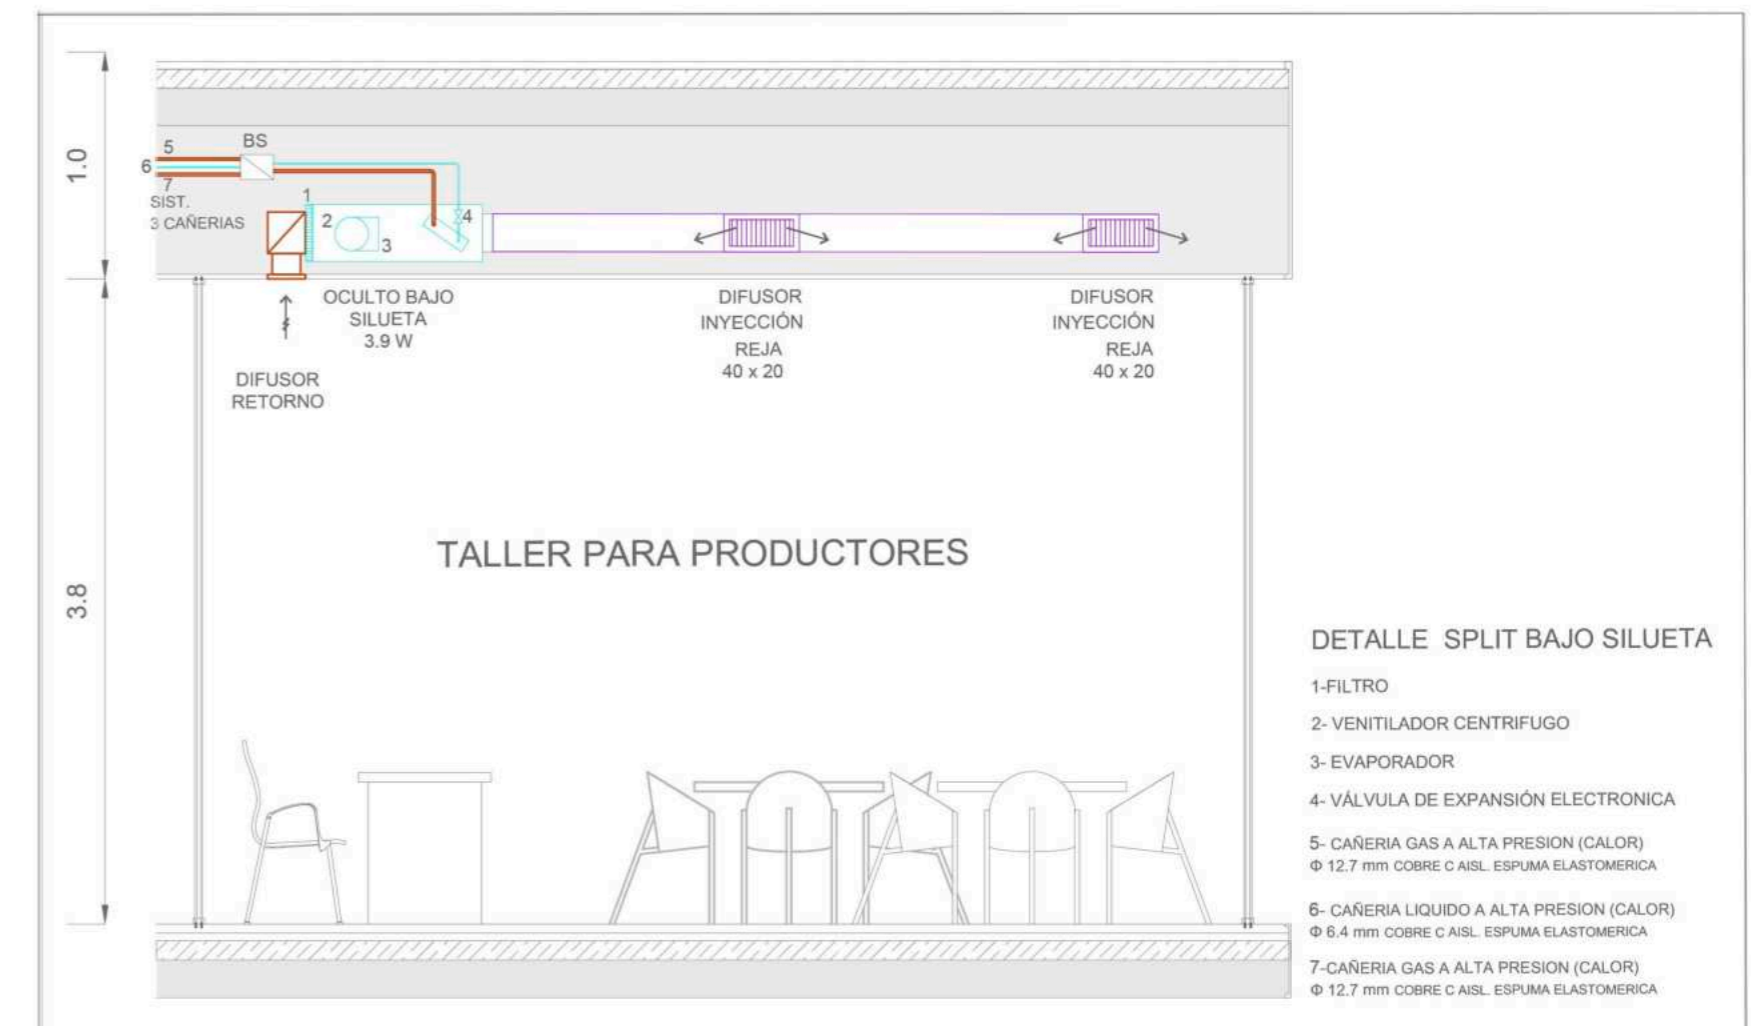 1.0
5
BS
6
7
SIST.
3 CAÑERIAS
1
2
3
4
OCULTO BAJO
SILUETA
3.9 W
DIFUSOR
INYECCIÓN
REJA
40 x 20
DIFUSOR
INYECCIÓN
REJA
40 x 20
DIFUSOR
RETORNO
TALLER PARA PRODUCTORES
3.8
DETALLE SPLIT BAJO SILUETA
1-FILTRO
2- VENITILADOR CENTRIFUGO
3- EVAPORADOR
4- VÁLVULA DE EXPANSIÓN ELECTRONICA
5- CAÑERIA GAS A ALTA PRESION (CALOR)
Φ 12.7 mm COBRE C AISL. ESPUMA ELASTOMERICA
6- CAÑERIA LIQUIDO A ALTA PRESION (CALOR)
Φ 6.4 mm COBRE C AISL. ESPUMA ELASTOMERICA
7-CAÑERIA GAS A ALTA PRESION (CALOR)
Φ 12.7 mm COBRE C AISL. ESPUMA ELASTOMERICA